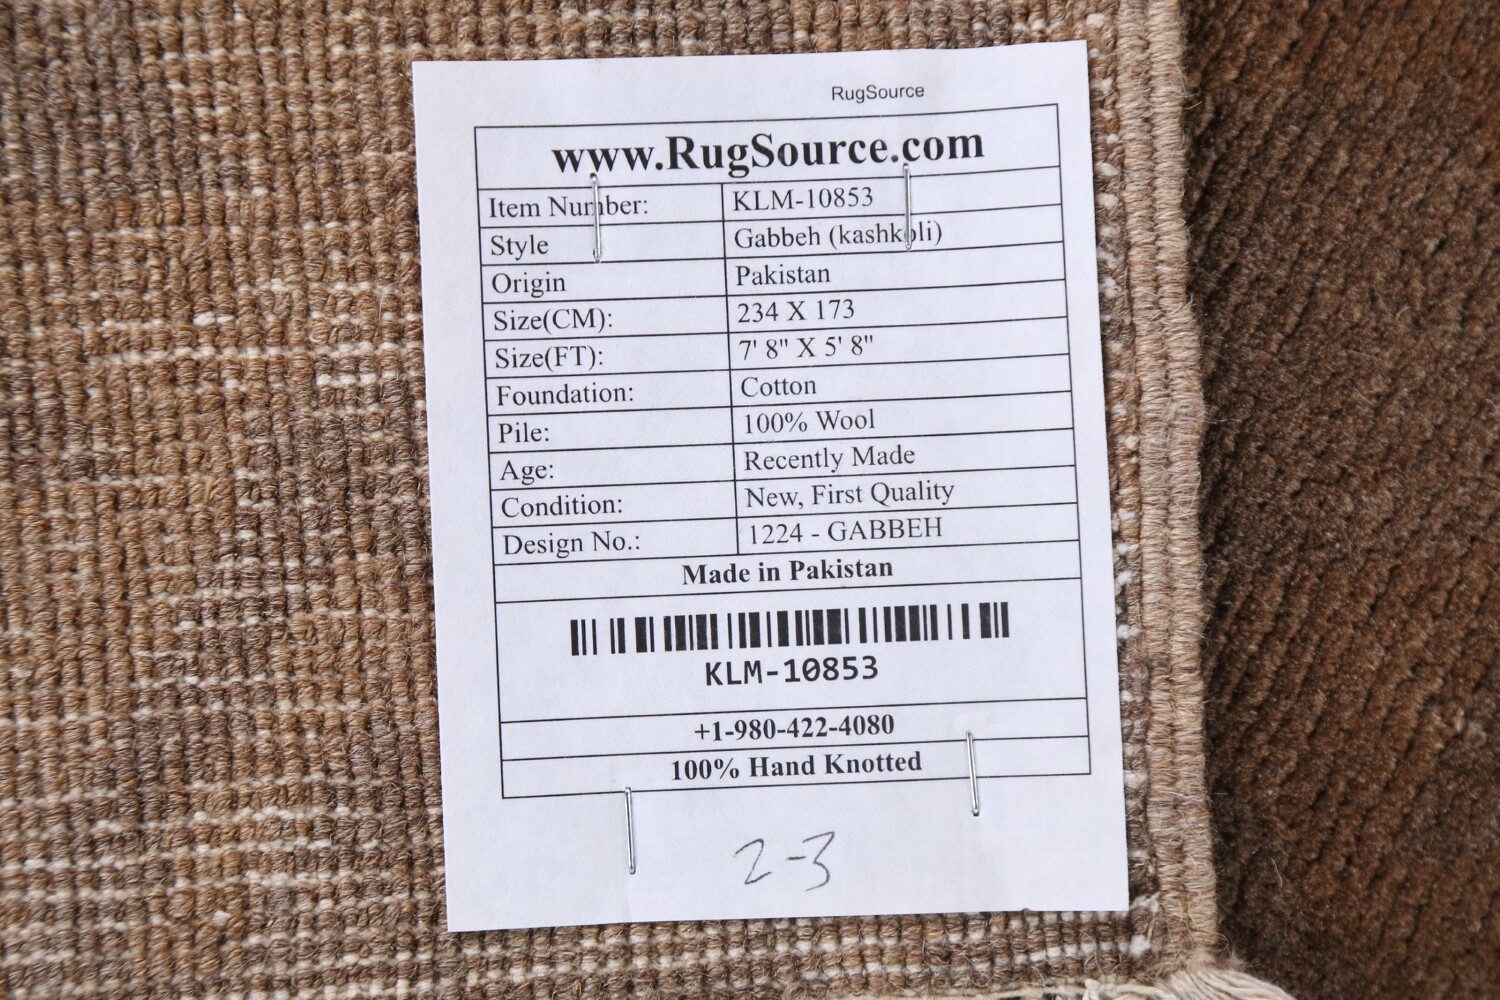 RugSource
www.RugSource.com
Item Number: KLM-10853
Style Gabbeh (kashkoli)
Origin Pakistan
Size(CM): 234 X 173
Size(FT): 7' 8" X 5' 8"
Foundation: Cotton
Pile: 100% Wool
Age: Recently Made
Condition: New, First Quality
Design No.: 1224 - GABBEH
Made in Pakistan
KLM-10853
+1-980-422-4080
100% Hand Knotted
2-3